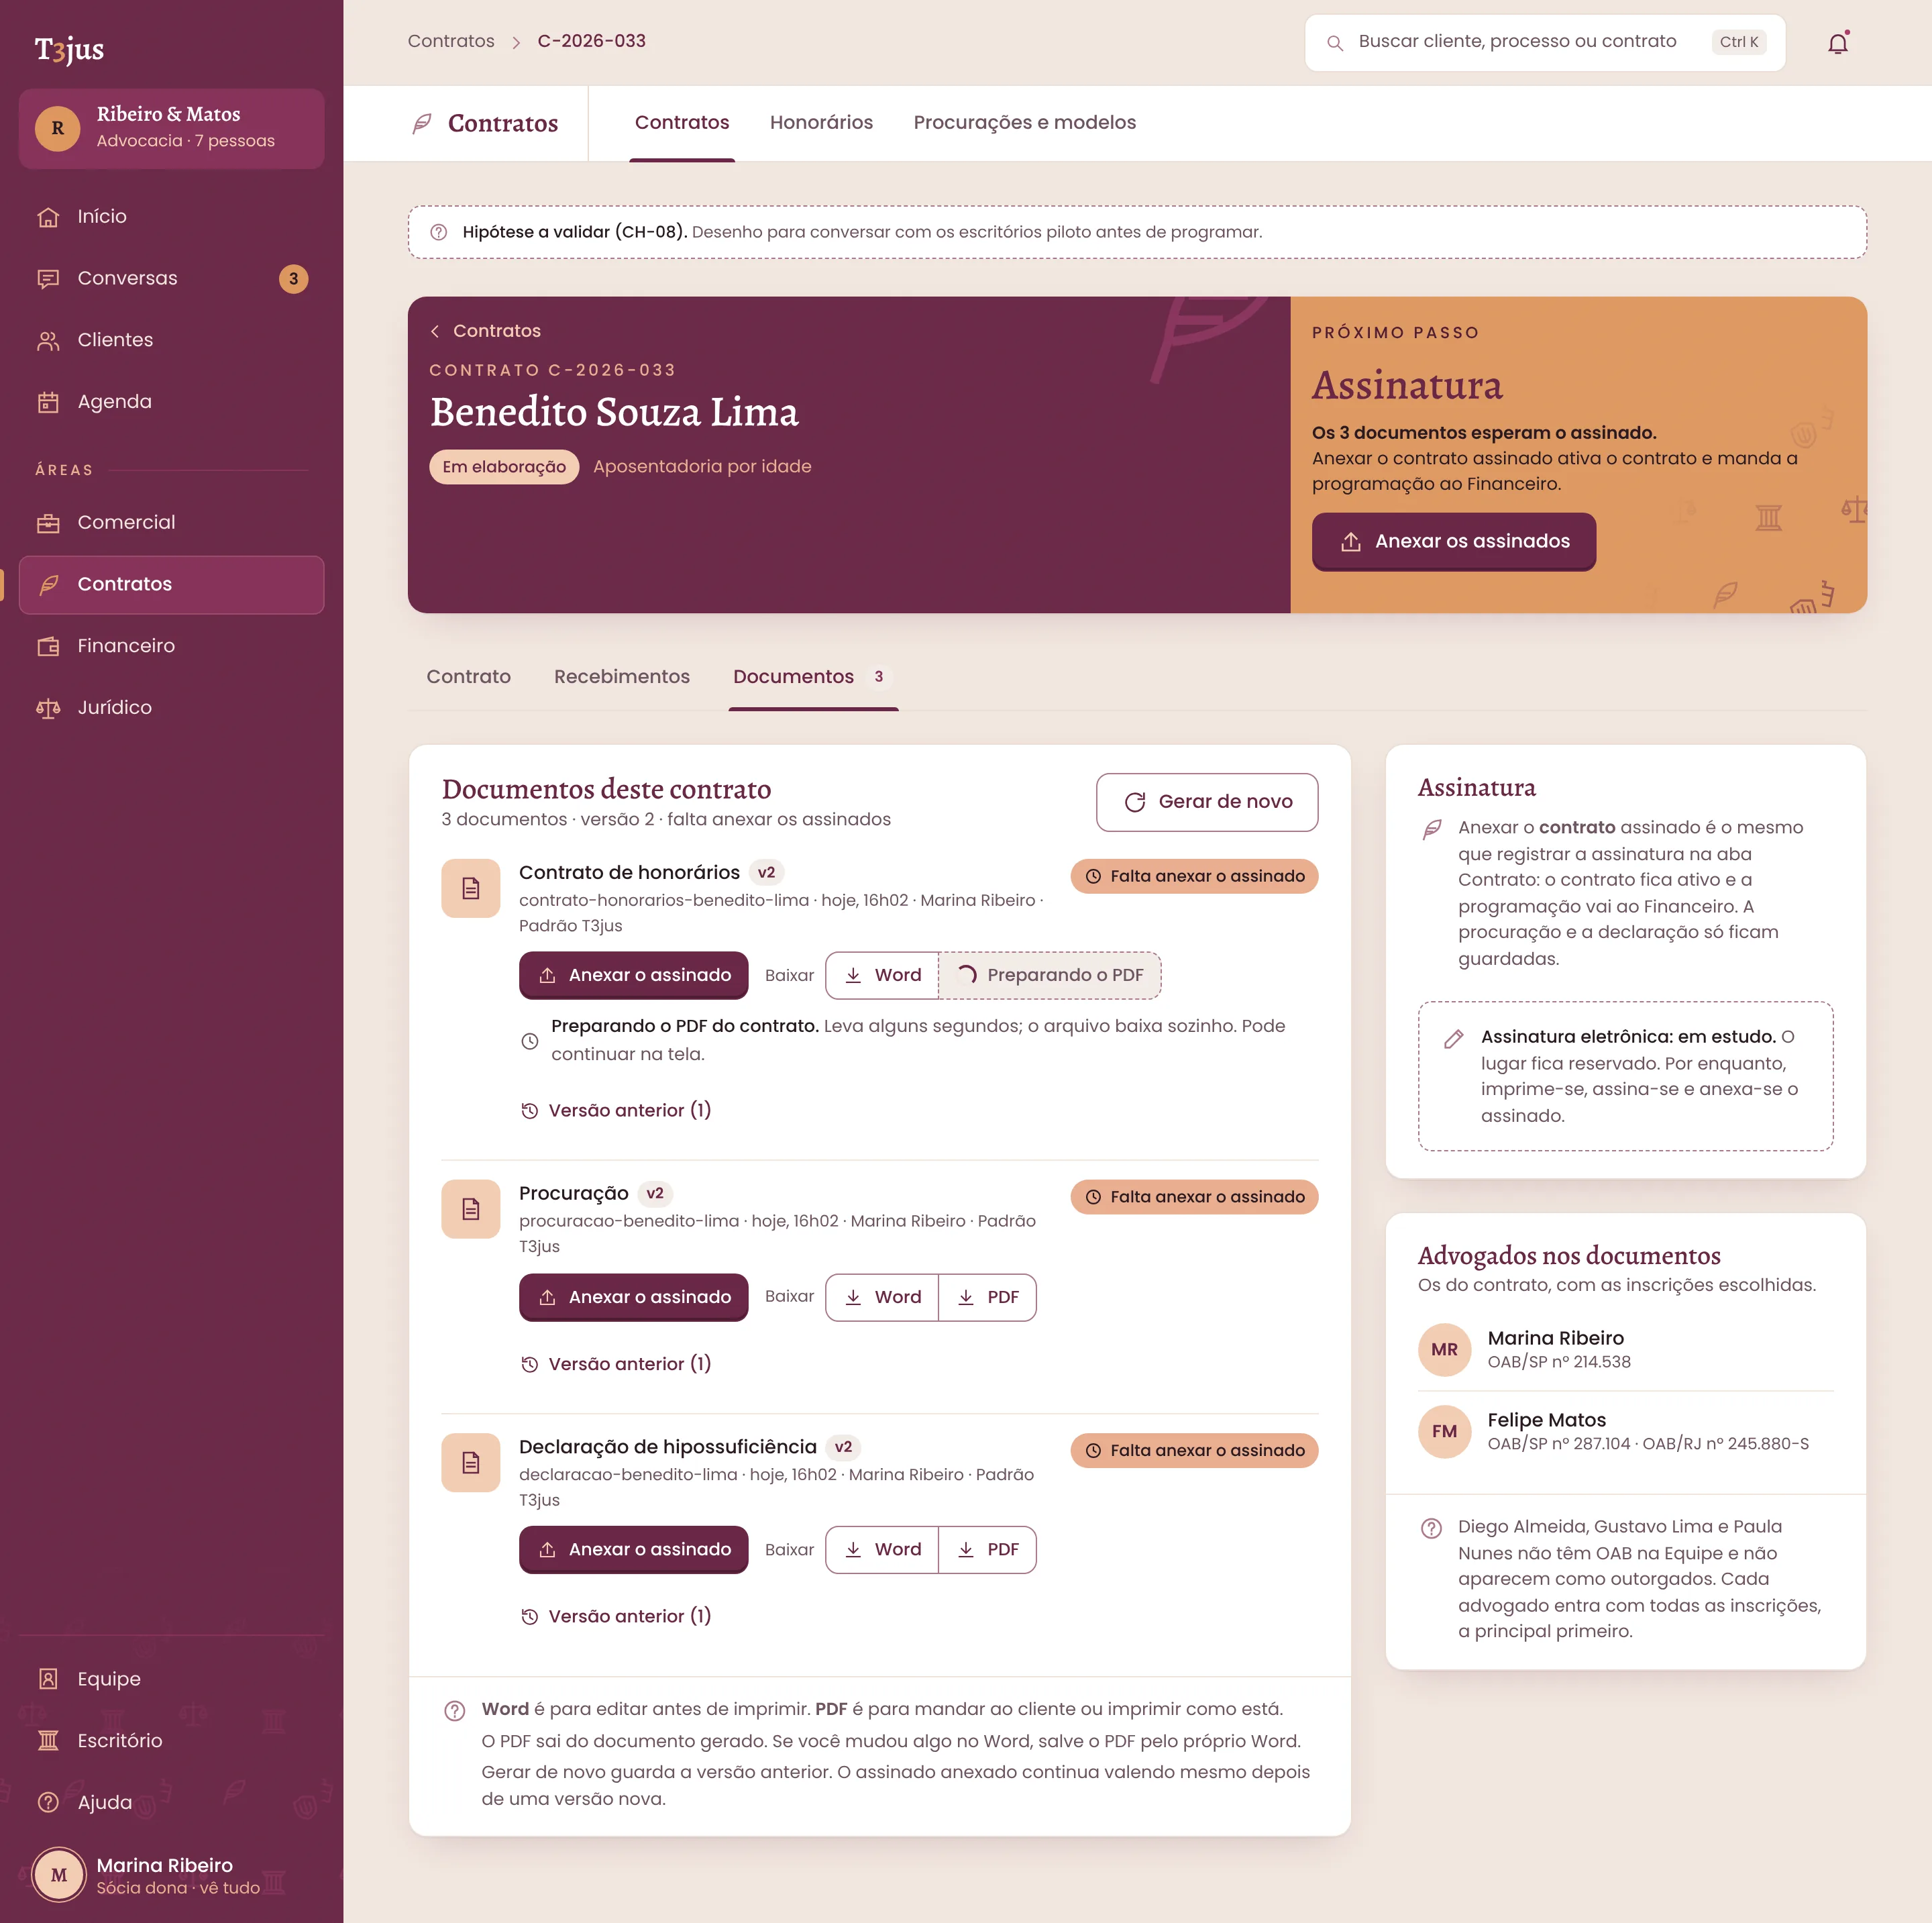 T3jus
R
Ribeiro & Matos
Advocacia · 7 pessoas
Início
Conversas
3
Clientes
Agenda
ÁREAS
Comercial
Contratos
Financeiro
Jurídico
Equipe
Escritório
Ajuda
M
Marina Ribeiro
Sócia dona · vê tudo
Contratos
C-2026-033
Buscar cliente, processo ou contrato
Ctrl K
Contratos
Contratos
Honorários
Procurações e modelos
Hipótese a validar (CH-08). Desenho para conversar com os escritórios piloto antes de programar.
Contratos
CONTRATO C-2026-033
Benedito Souza Lima
Em elaboração
Aposentadoria por idade
PRÓXIMO PASSO
Assinatura
Os 3 documentos esperam o assinado.
Anexar o contrato assinado ativa o contrato e manda a
programação ao Financeiro.
Anexar os assinados
Contrato
Recebimentos
Documentos
3
Documentos deste contrato
3 documentos · versão 2 · falta anexar os assinados
Gerar de novo
Contrato de honorários v2
Falta anexar o assinado
contrato-honorarios-benedito-lima · hoje, 16h02 · Marina Ribeiro ·
Padrão T3jus
Anexar o assinado
Baixar
Word
Preparando o PDF
Preparando o PDF do contrato. Leva alguns segundos; o arquivo baixa sozinho. Pode
continuar na tela.
Versão anterior (1)
Procuração v2
Falta anexar o assinado
procuracao-benedito-lima · hoje, 16h02 · Marina Ribeiro · Padrão
T3jus
Anexar o assinado
Baixar
Word
PDF
Versão anterior (1)
Declaração de hipossuficiência v2
Falta anexar o assinado
declaracao-benedito-lima · hoje, 16h02 · Marina Ribeiro · Padrão
T3jus
Anexar o assinado
Baixar
Word
PDF
Versão anterior (1)
Word é para editar antes de imprimir. PDF é para mandar ao cliente ou imprimir como está.
O PDF sai do documento gerado. Se você mudou algo no Word, salve o PDF pelo próprio Word.
Gerar de novo guarda a versão anterior. O assinado anexado continua valendo mesmo depois
de uma versão nova.
Assinatura
Anexar o contrato assinado é o mesmo
que registrar a assinatura na aba
Contrato: o contrato fica ativo e a
programação vai ao Financeiro. A
procuração e a declaração só ficam
guardadas.
Assinatura eletrônica: em estudo. O
lugar fica reservado. Por enquanto,
imprime-se, assina-se e anexa-se o
assinado.
Advogados nos documentos
Os do contrato, com as inscrições escolhidas.
MR
Marina Ribeiro
OAB/SP nº 214.538
FM
Felipe Matos
OAB/SP nº 287.104 · OAB/RJ nº 245.880-S
Diego Almeida, Gustavo Lima e Paula
Nunes não têm OAB na Equipe e não
aparecem como outorgados. Cada
advogado entra com todas as inscrições,
a principal primeiro.